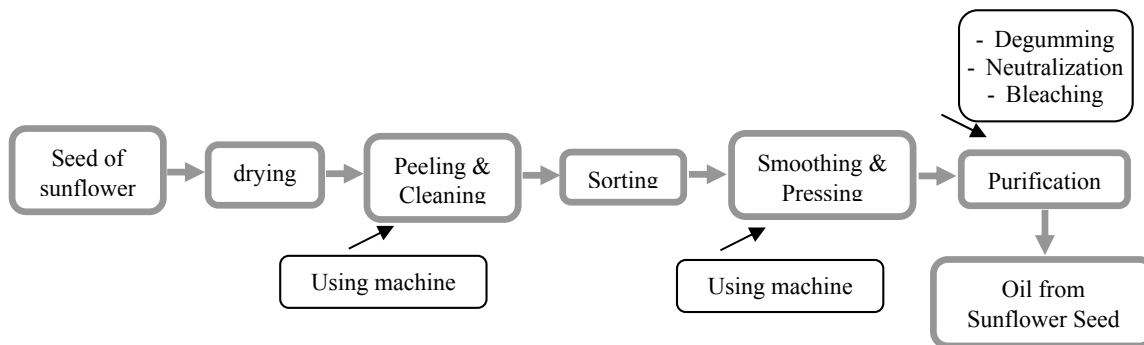 - Degumming
- Neutralization
- Bleaching
Seed of
sunflower
drying
Peeling &
Cleaning
Sorting
Smoothing &
Pressing
Purification
Using machine
Using machine
Oil from
Sunflower Seed